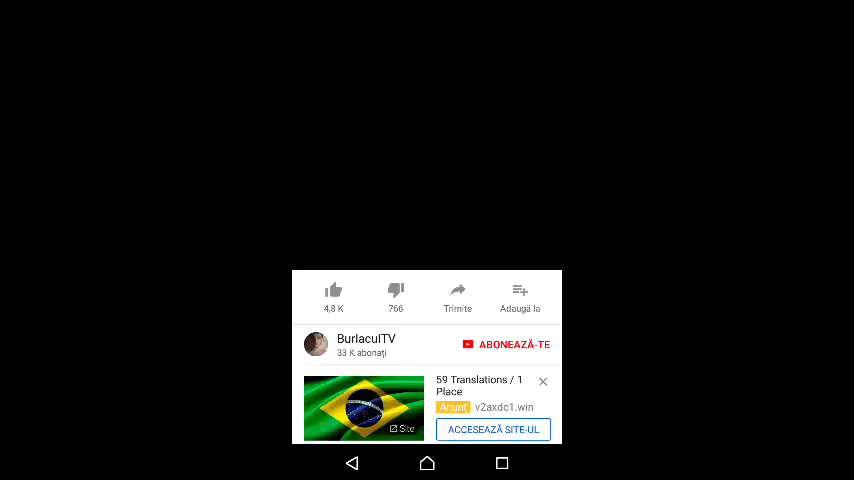 4,8 K
766
Trimite
Adaugă la
BurlaculTV
33 K abonați
ABONEAZĂ-TE
59 Translations / 1
Place
Anunț v2axdc1.win
Site
ACCESEAZĂ SITE-UL